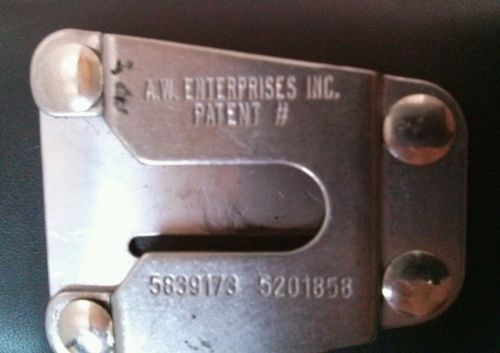 A.W. ENTERPRISES INC.
PATENT #
5639173 5201858